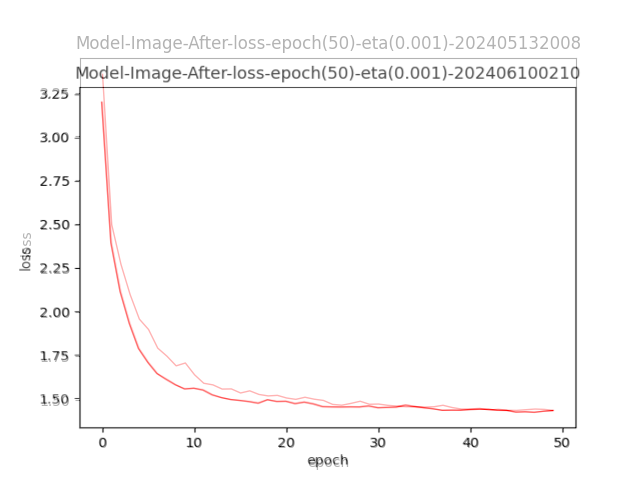 Model-Image-After-loss-epoch(50)-eta(0.001)-202405132008
Model-Image-After-loss-epoch(50)-eta(0.001)-202406100210
3.25
3.00
2.75
2.50
2.25
2.00
1.75
1.50
loss
0 10 20 30 40 50
epoch